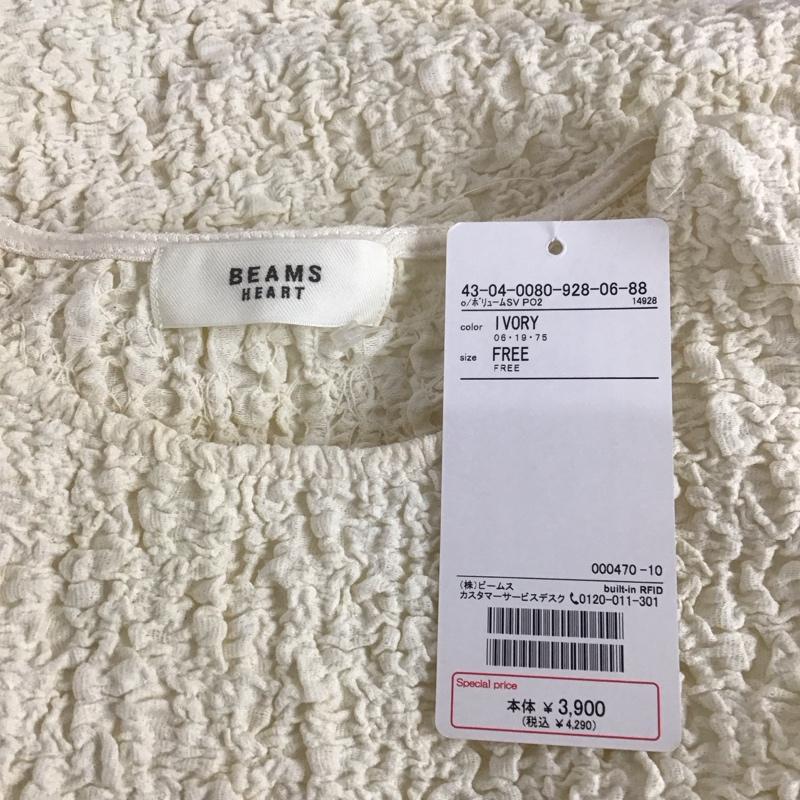 BEAMS
HEART
43-04-0080-928-06-88
o/ボリュームSV PO2 14928
color IVORY
06・19・75
size FREE
FREE
000470-10
(株)ビームス built-in RFID
カスタマーサービスデスク 0120-011-301
Special price
本体 ¥3,900
(税込 ¥4,290)